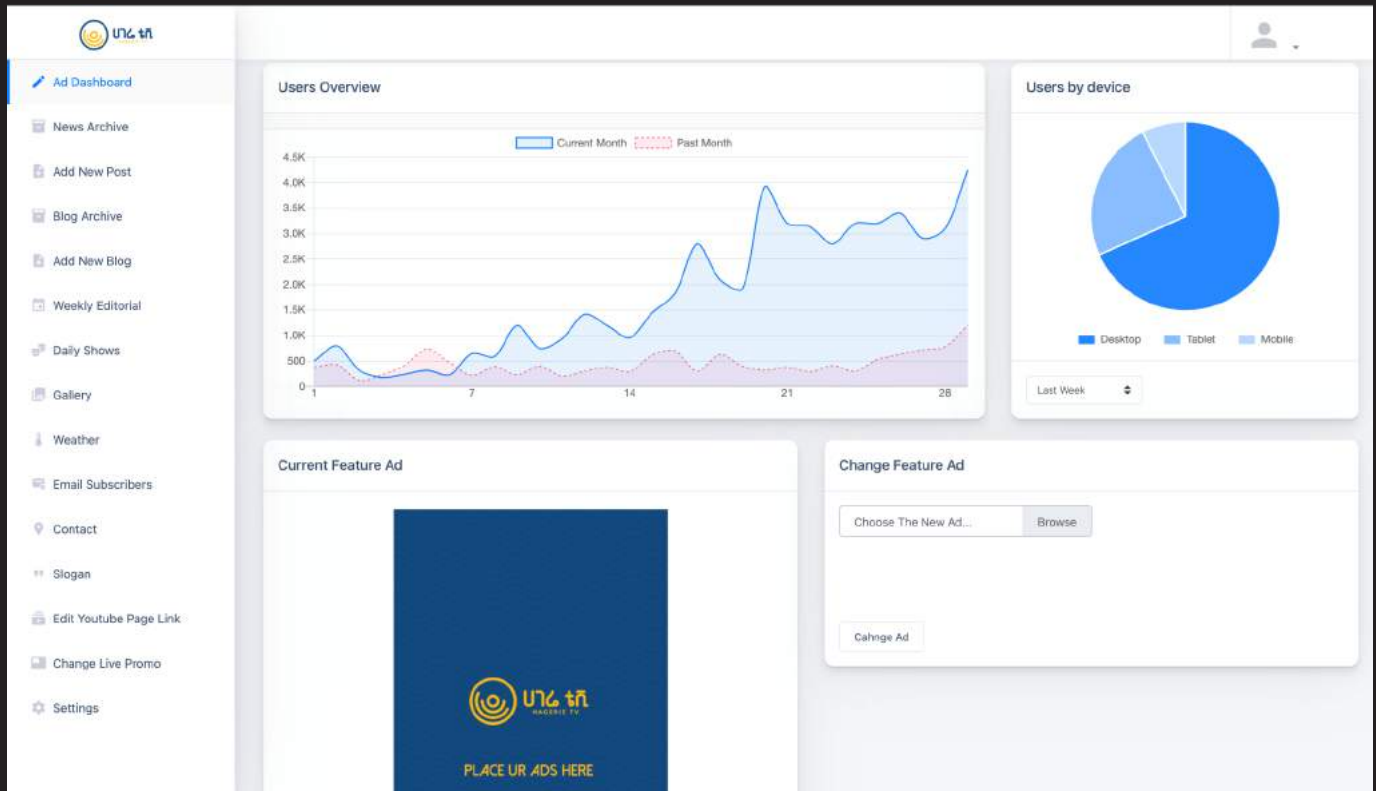 ሀገሬ ቲቪ
Ad Dashboard
News Archive
Add New Post
Blog Archive
Add New Blog
Weekly Editorial
Daily Shows
Gallery
Weather
Email Subscribers
Contact
Slogan
Edit Youtube Page Link
Change Live Promo
Settings
Users Overview
Current Month Past Month
4.5K
4.0K
3.5K
3.0K
2.5K
2.0K
1.5K
1.0K
500
0
1 7 14 21 28
Users by device
Desktop Tablet Mobile
Last Week
Current Feature Ad
ሀገሬ ቲቪ
HAGERIE TV
PLACE UR ADS HERE
Change Feature Ad
Choose The New Ad... Browse
Cahnge Ad